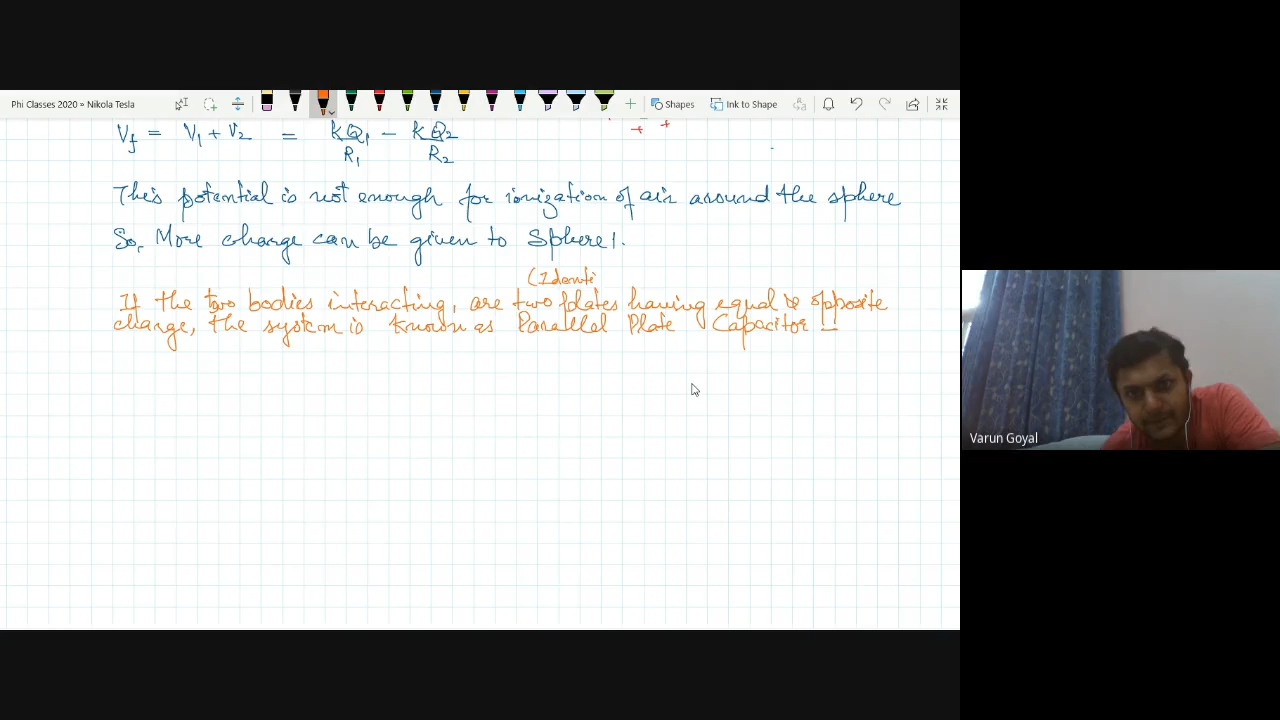 Phi Classes 2020 » Nikola Tesla
Shapes
Ink to Shape
Vf = V1 + V2 = KQ1/R1 - KQ2/R2
This potential is not enough for ionization of air around the sphere
So, More charge can be given to Sphere 1.
(Identi
If the two bodies interacting, are two plates having equal & opposite
charge, the system is known as Parallel Plate Capacitor !!
Varun Goyal